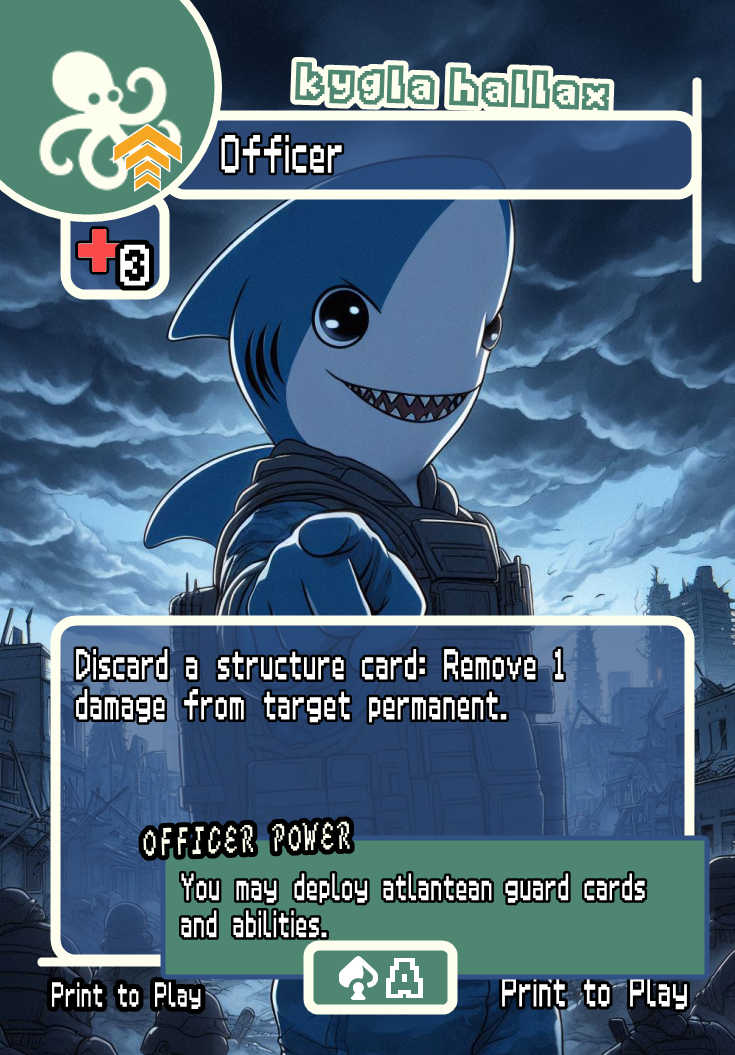 kygla hallax
Officer
3
Discard a structure card: Remove 1
damage from target permanent.
OFFICER POWER
You may deploy atlantean guard cards
and abilities.
A
Print to Play
Print to Play